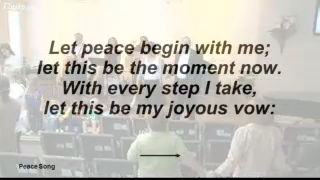 Let peace begin with me;
let this be the moment now.
With every step I take,
let this be my joyous vow:
Peace Song